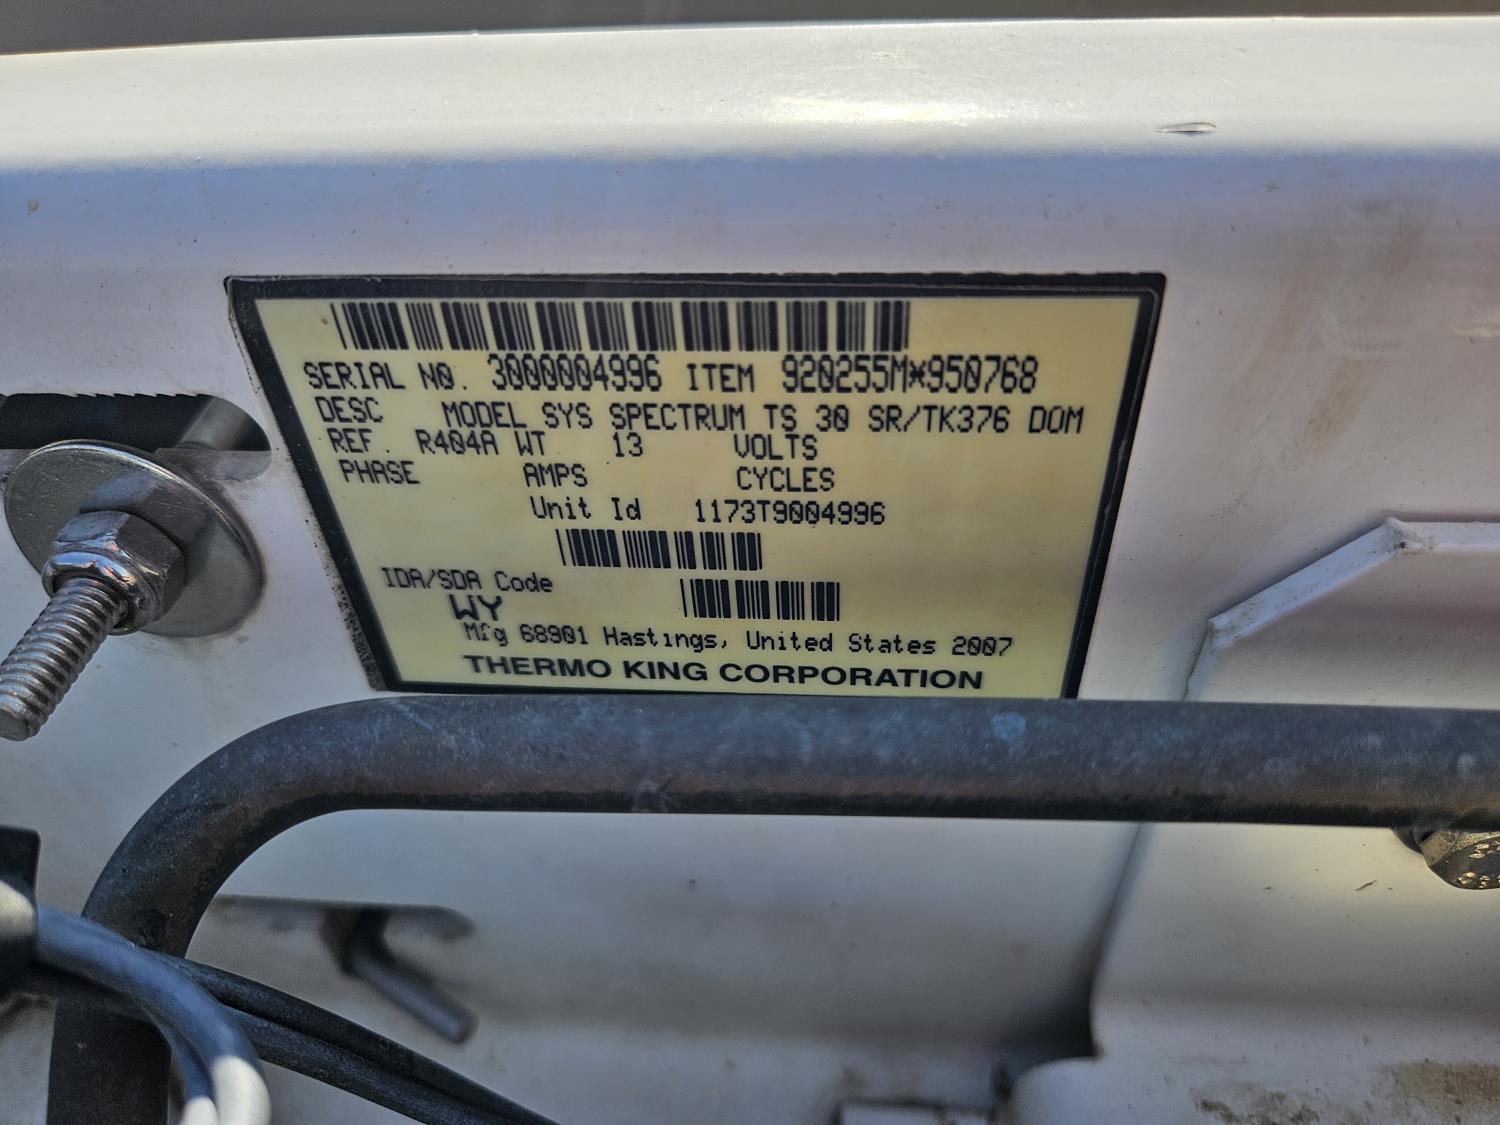 SERIAL NO. 3000004996 ITEM 920255M*950768
DESC MODEL SYS SPECTRUM TS 30 SR/TK376 DOM
REF. R404A WT 13 VOLTS
PHASE AMPS CYCLES
Unit Id 1173T9004996
IDA/SDA Code
WY
Mfg 68901 Hastings, United States 2007
THERMO KING CORPORATION